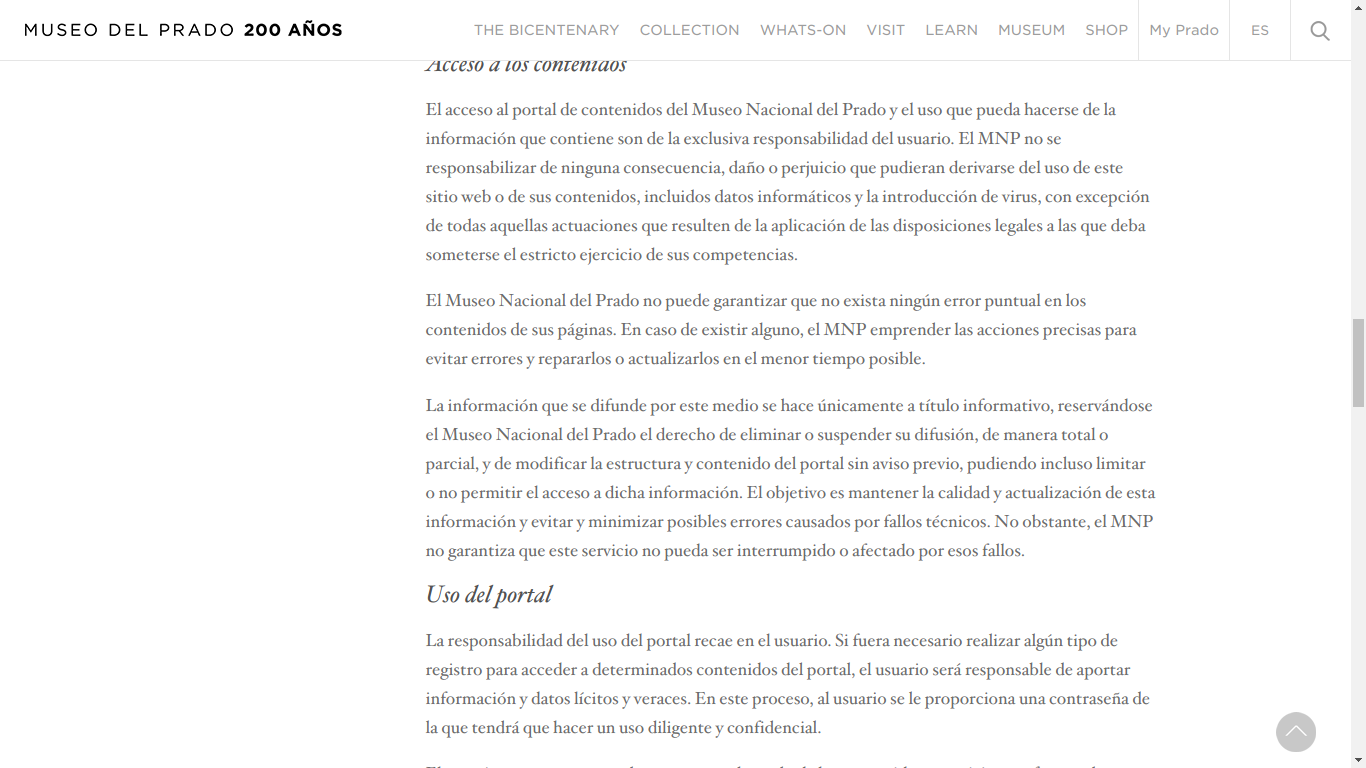 MUSEO DEL PRADO 200 AÑOS
THE BICENTENARY COLLECTION WHATS-ON VISIT LEARN MUSEUM SHOP My Prado ES
Acceso a los contenidos
El acceso al portal de contenidos del Museo Nacional del Prado y el uso que pueda hacerse de la
información que contiene son de la exclusiva responsabilidad del usuario. El MNP no se
responsabilizar de ninguna consecuencia, daño o perjuicio que pudieran derivarse del uso de este
sitio web o de sus contenidos, incluidos datos informáticos y la introducción de virus, con excepción
de todas aquellas actuaciones que resulten de la aplicación de las disposiciones legales a las que deba
someterse el estricto ejercicio de sus competencias.
El Museo Nacional del Prado no puede garantizar que no exista ningún error puntual en los
contenidos de sus páginas. En caso de existir alguno, el MNP emprender las acciones precisas para
evitar errores y repararlos o actualizarlos en el menor tiempo posible.
La información que se difunde por este medio se hace únicamente a título informativo, reservándose
el Museo Nacional del Prado el derecho de eliminar o suspender su difusión, de manera total o
parcial, y de modificar la estructura y contenido del portal sin aviso previo, pudiendo incluso limitar
o no permitir el acceso a dicha información. El objetivo es mantener la calidad y actualización de esta
información y evitar y minimizar posibles errores causados por fallos técnicos. No obstante, el MNP
no garantiza que este servicio no pueda ser interrumpido o afectado por esos fallos.
Uso del portal
La responsabilidad del uso del portal recae en el usuario. Si fuera necesario realizar algún tipo de
registro para acceder a determinados contenidos del portal, el usuario será responsable de aportar
información y datos lícitos y veraces. En este proceso, al usuario se le proporciona una contraseña de
la que tendrá que hacer un uso diligente y confidencial.